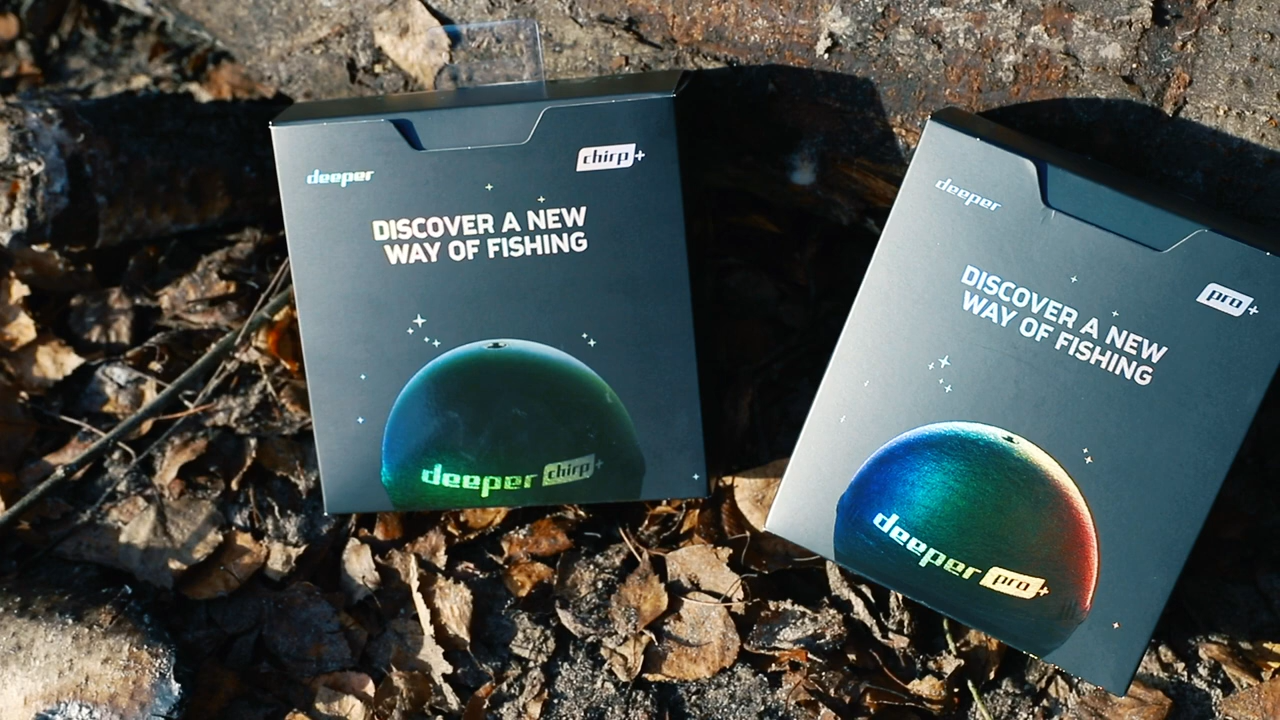 deeper
chirp+
DISCOVER A NEW
WAY OF FISHING
deeper chirp+
deeper
pro+
DISCOVER A NEW
WAY OF FISHING
deeper pro+